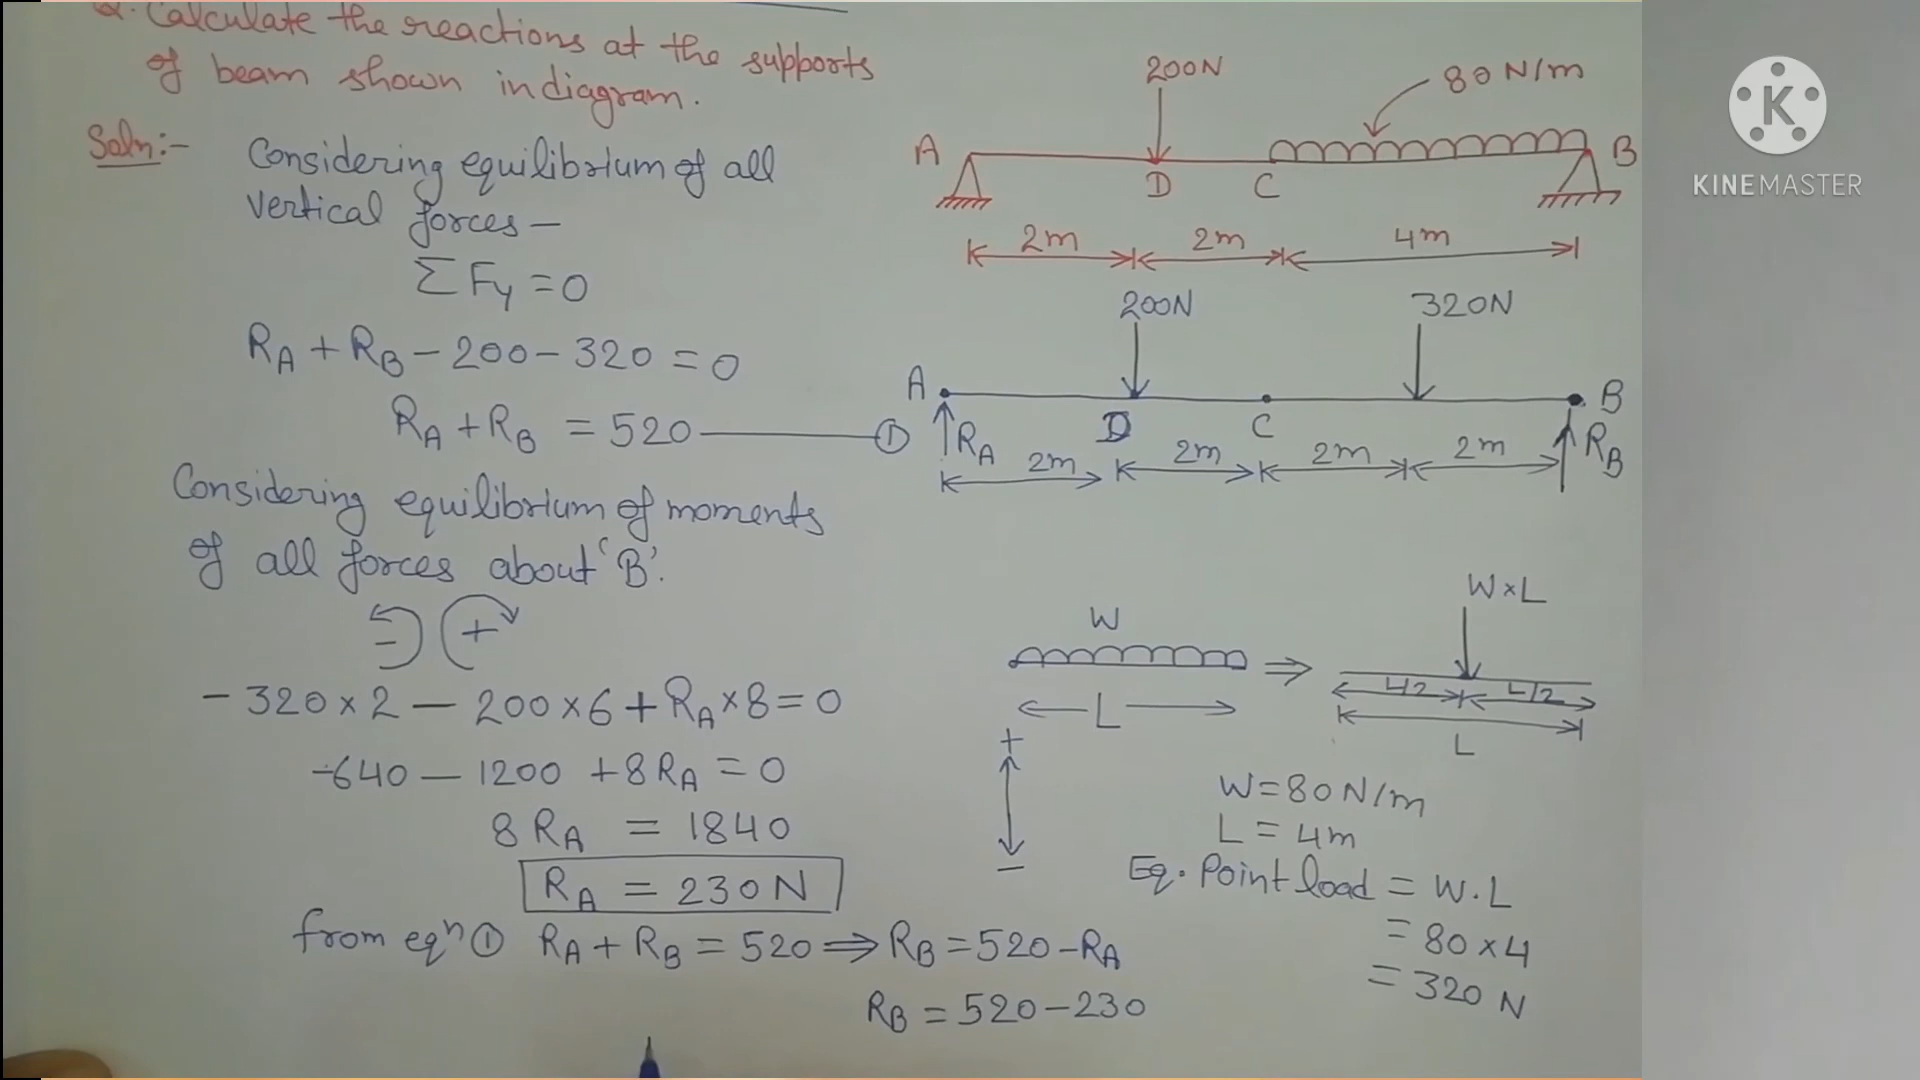 Q. Calculate the reactions at the supports
of beam shown in diagram.
Soln:-
Considering equilibrium of all
vertical forces —
ΣFy = 0
RA + RB - 200 - 320 = 0
RA + RB = 520 ——— ①
Considering equilibrium of moments
of all forces about 'B'.
- +
- 320 × 2 — 200 × 6 + RA × 8 = 0
-640 — 1200 + 8RA = 0
8 RA = 1840
RA = 230 N
from eqn ① RA + RB = 520 ⇒ RB = 520 - RA
RB = 520 - 230
200N
80 N/m
A
D
C
B
2m
2m
4m
200N
320N
A
D
C
B
RA
RB
2m
2m
2m
2m
W
L
⇒
W×L
L/2
L/2
L
+
-
W = 80 N/m
L = 4m
Eq. Point load = W.L
= 80 × 4
= 320 N
K
KINEMASTER